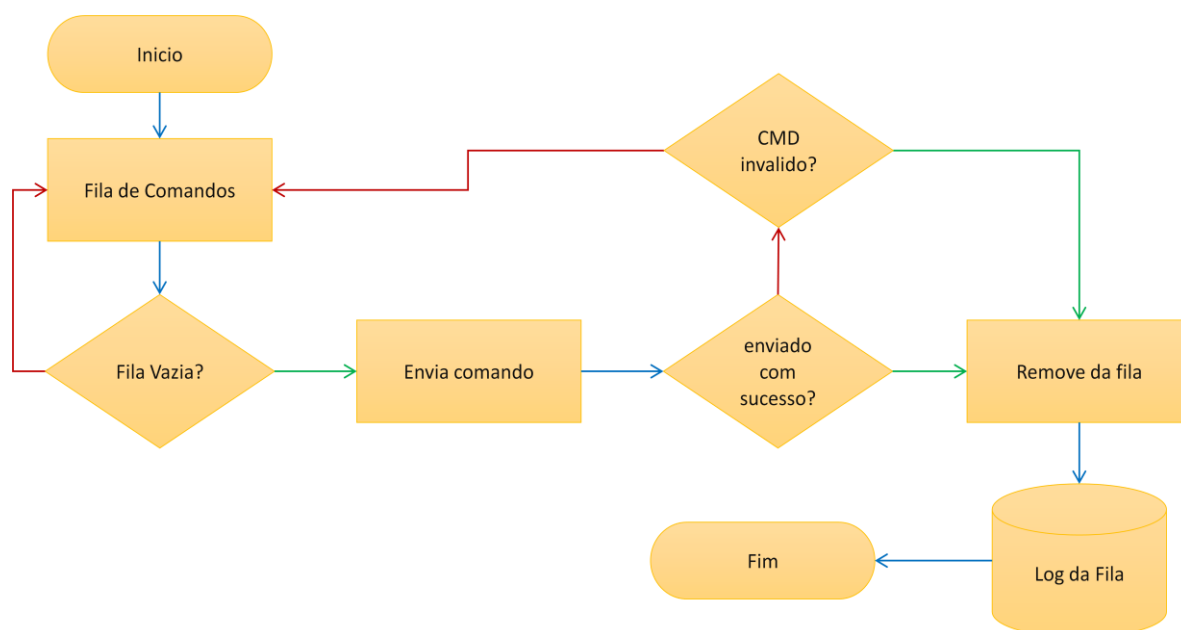 Inicio
Fila de Comandos
Fila Vazia?
Envia comando
enviado
com
sucesso?
CMD
invalido?
Remove da fila
Log da Fila
Fim